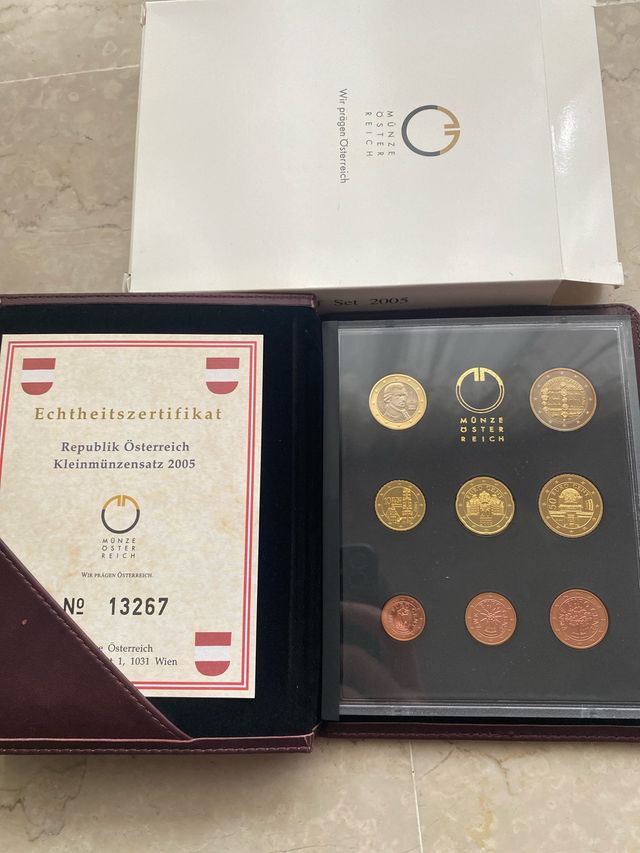 MÜNZE
ÖSTER
REICH
Wir prägen Österreich
Set 2005
Echtheitszertifikat
Republik Österreich
Kleinmünzensatz 2005
MÜNZE
ÖSTER
REICH
WIR PRÄGEN ÖSTERREICH.
No 13267
e Österreich
1, 1031 Wien
MÜNZE
ÖSTER
REICH